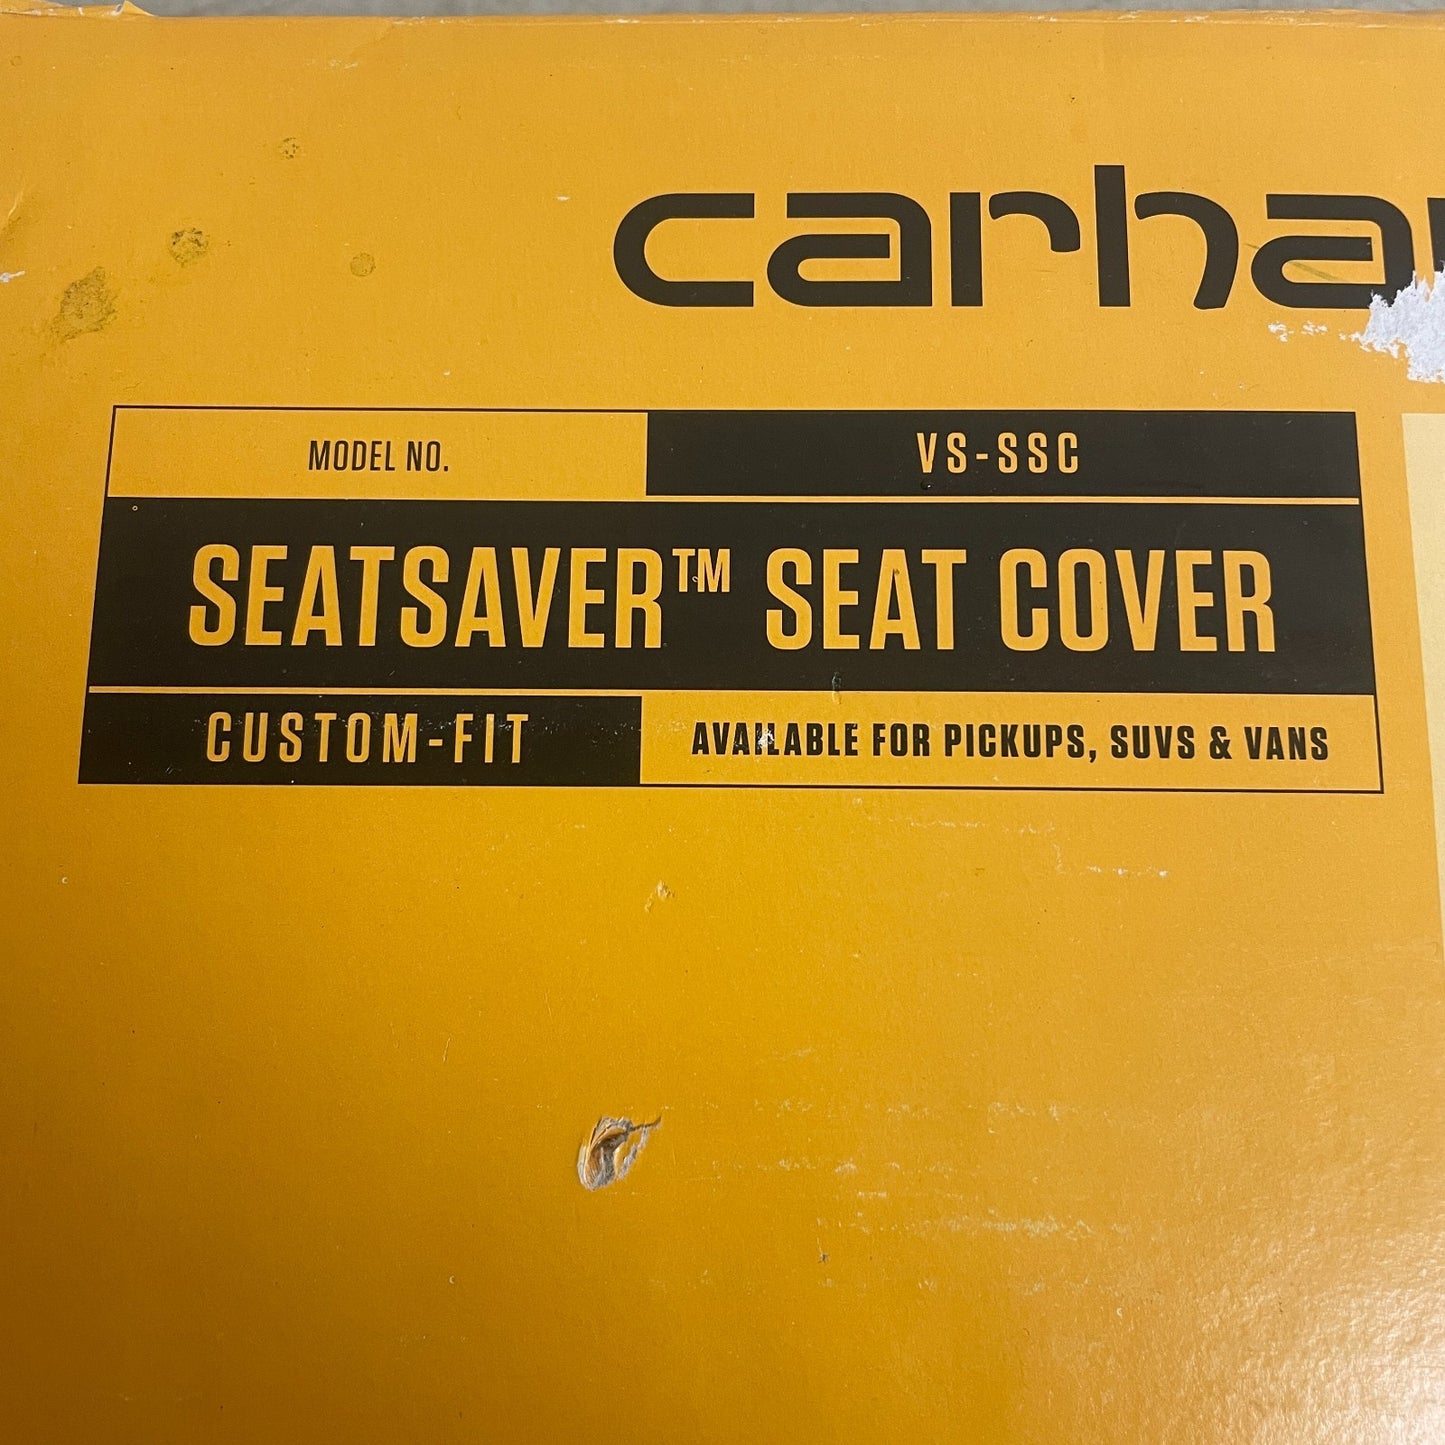 carha
MODEL NO. VS-SSC
SEATSAVER™ SEAT COVER
CUSTOM-FIT AVAILABLE FOR PICKUPS, SUVS & VANS